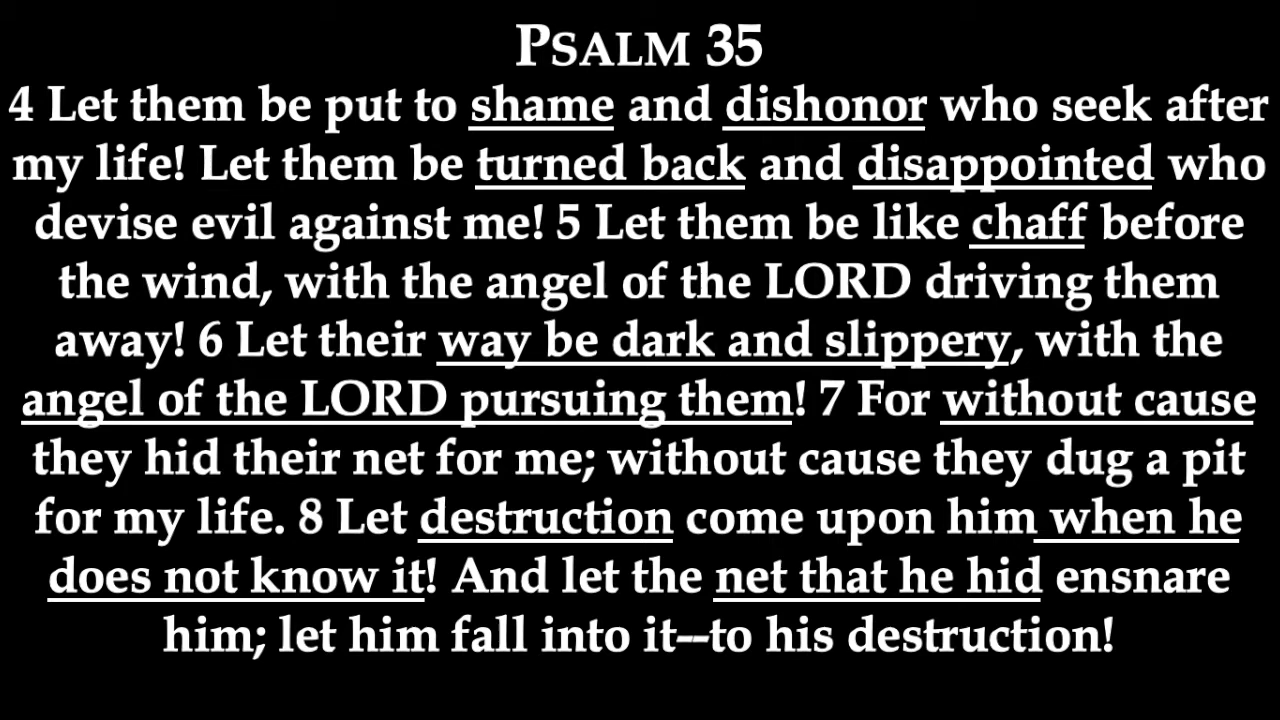 PSALM 35
4 Let them be put to shame and dishonor who seek after
my life! Let them be turned back and disappointed who
devise evil against me! 5 Let them be like chaff before
the wind, with the angel of the LORD driving them
away! 6 Let their way be dark and slippery, with the
angel of the LORD pursuing them! 7 For without cause
they hid their net for me; without cause they dug a pit
for my life. 8 Let destruction come upon him when he
does not know it! And let the net that he hid ensnare
him; let him fall into it--to his destruction!